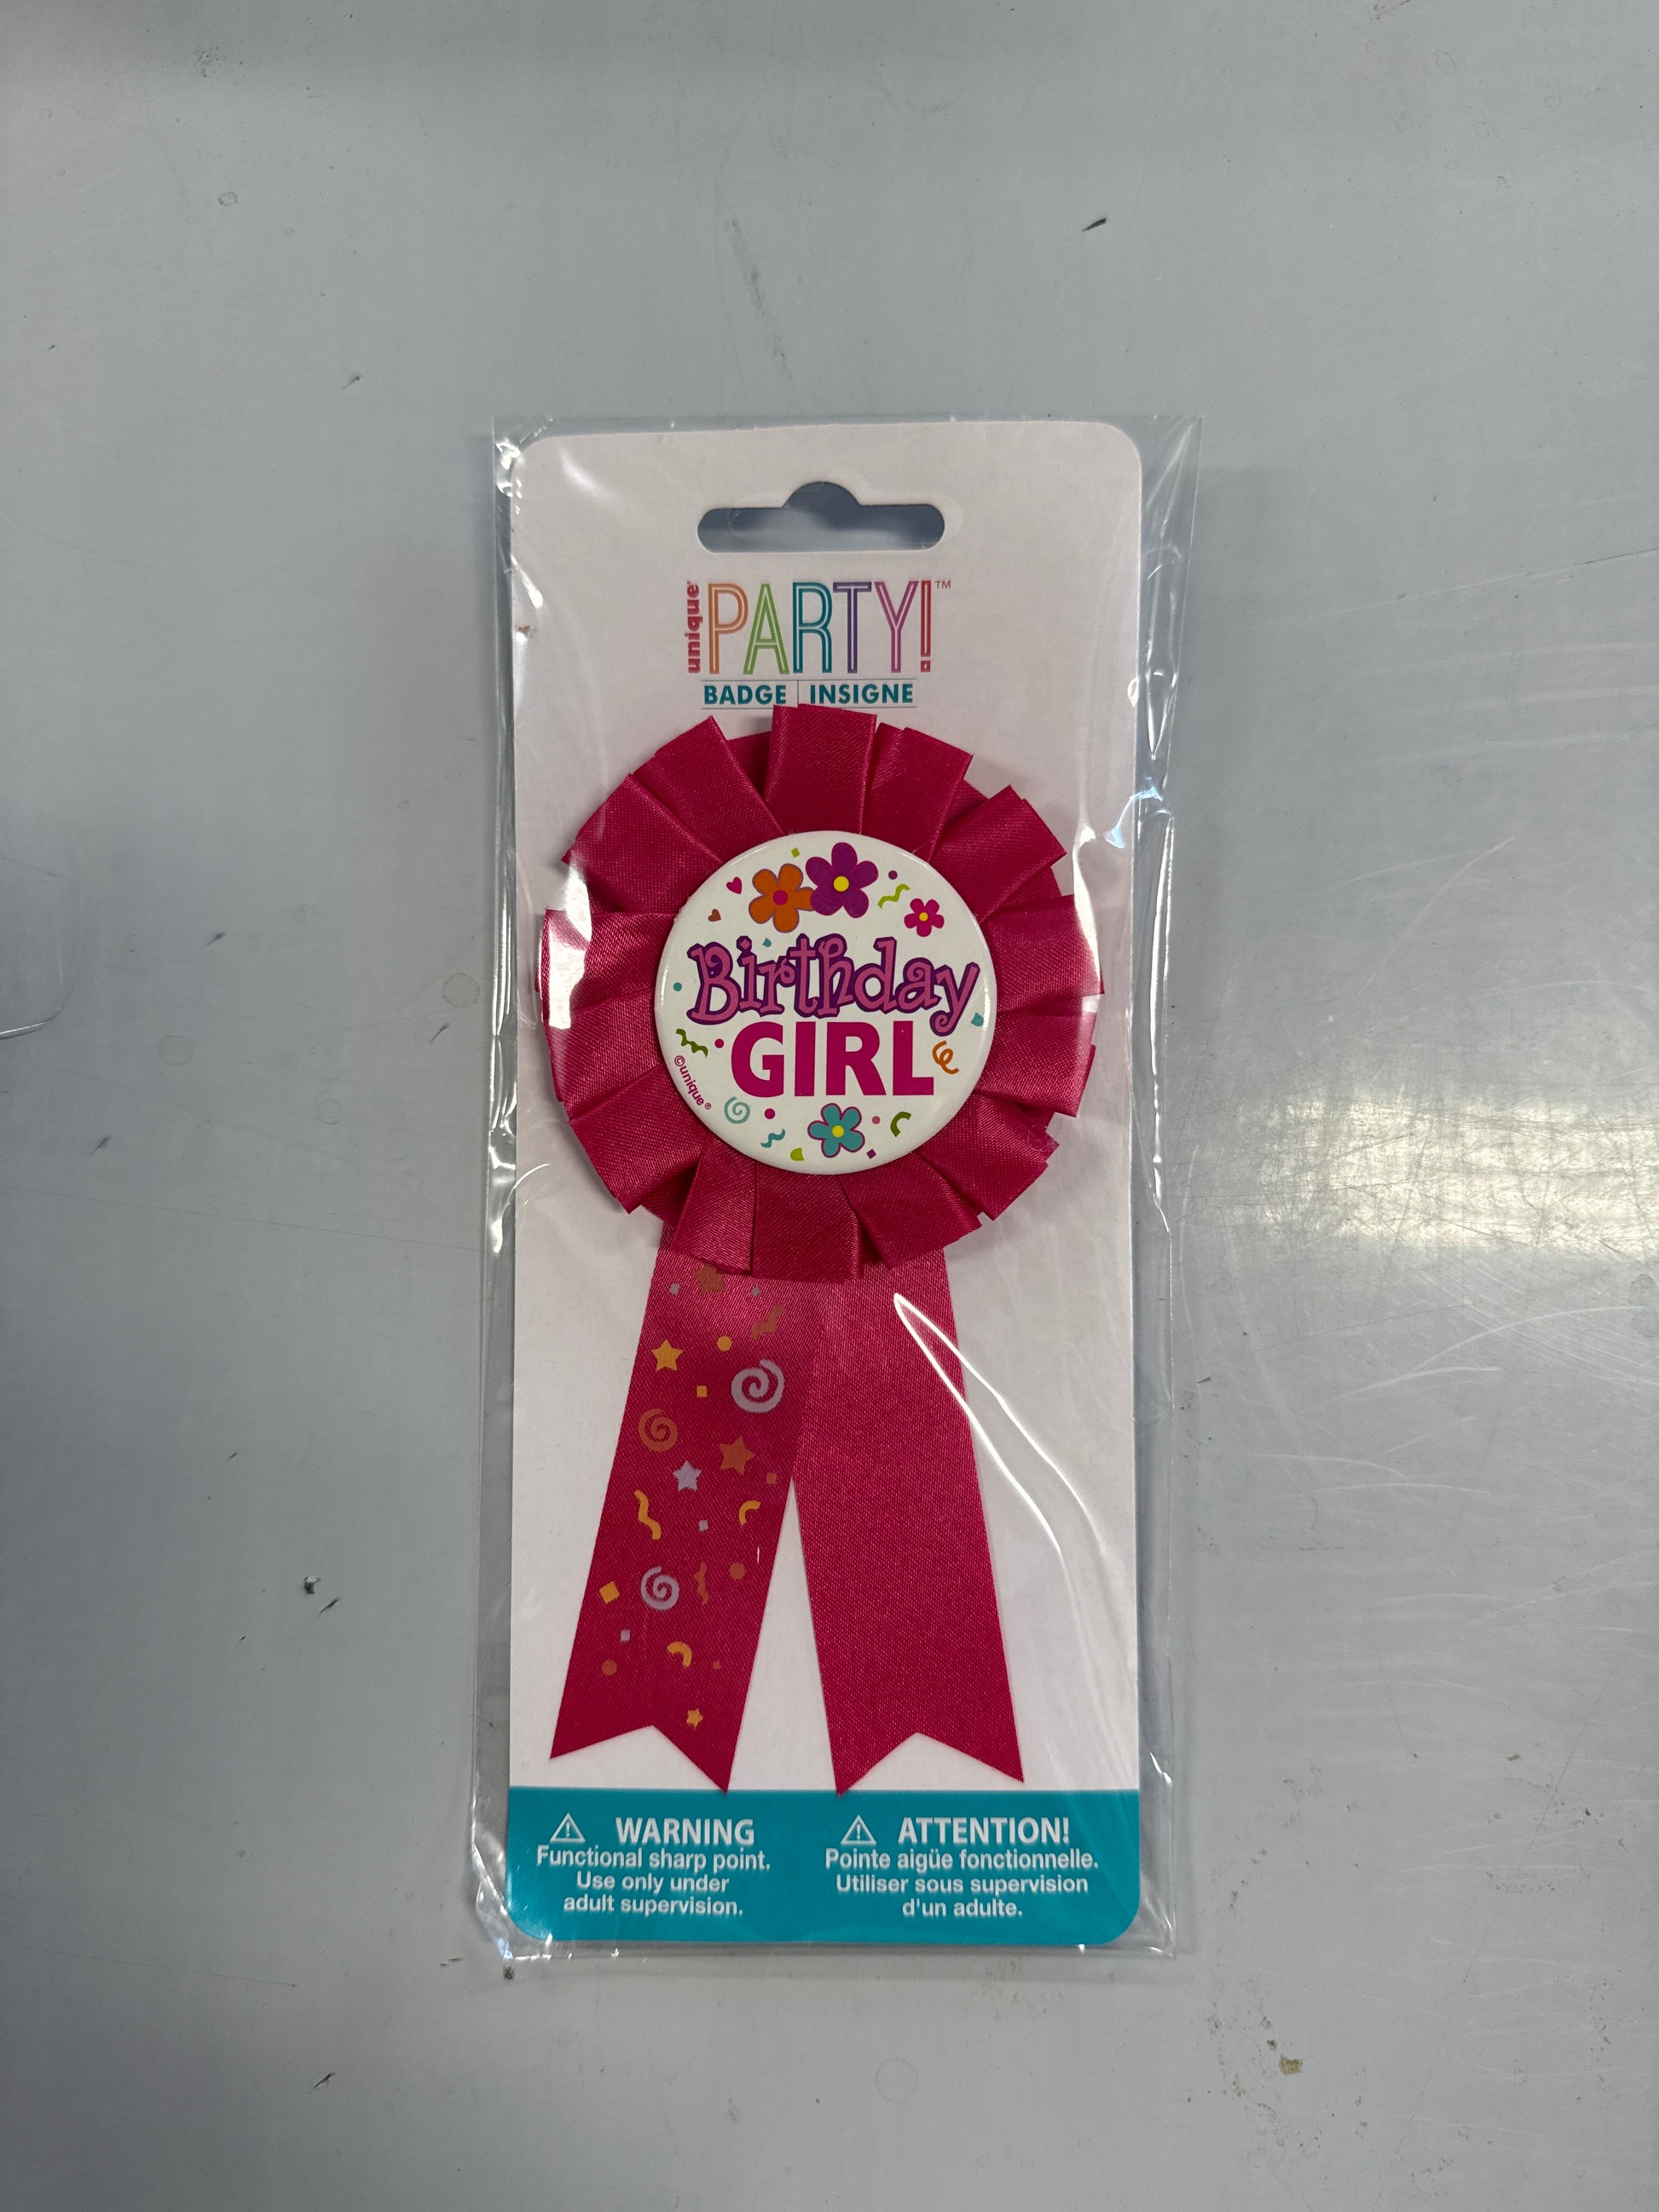 unique®
PARTY!™
BADGE | INSIGNE
Birthday
GIRL
©unique®
⚠ WARNING
Functional sharp point.
Use only under
adult supervision.
⚠ ATTENTION!
Pointe aigüe fonctionnelle.
Utiliser sous supervision
d'un adulte.